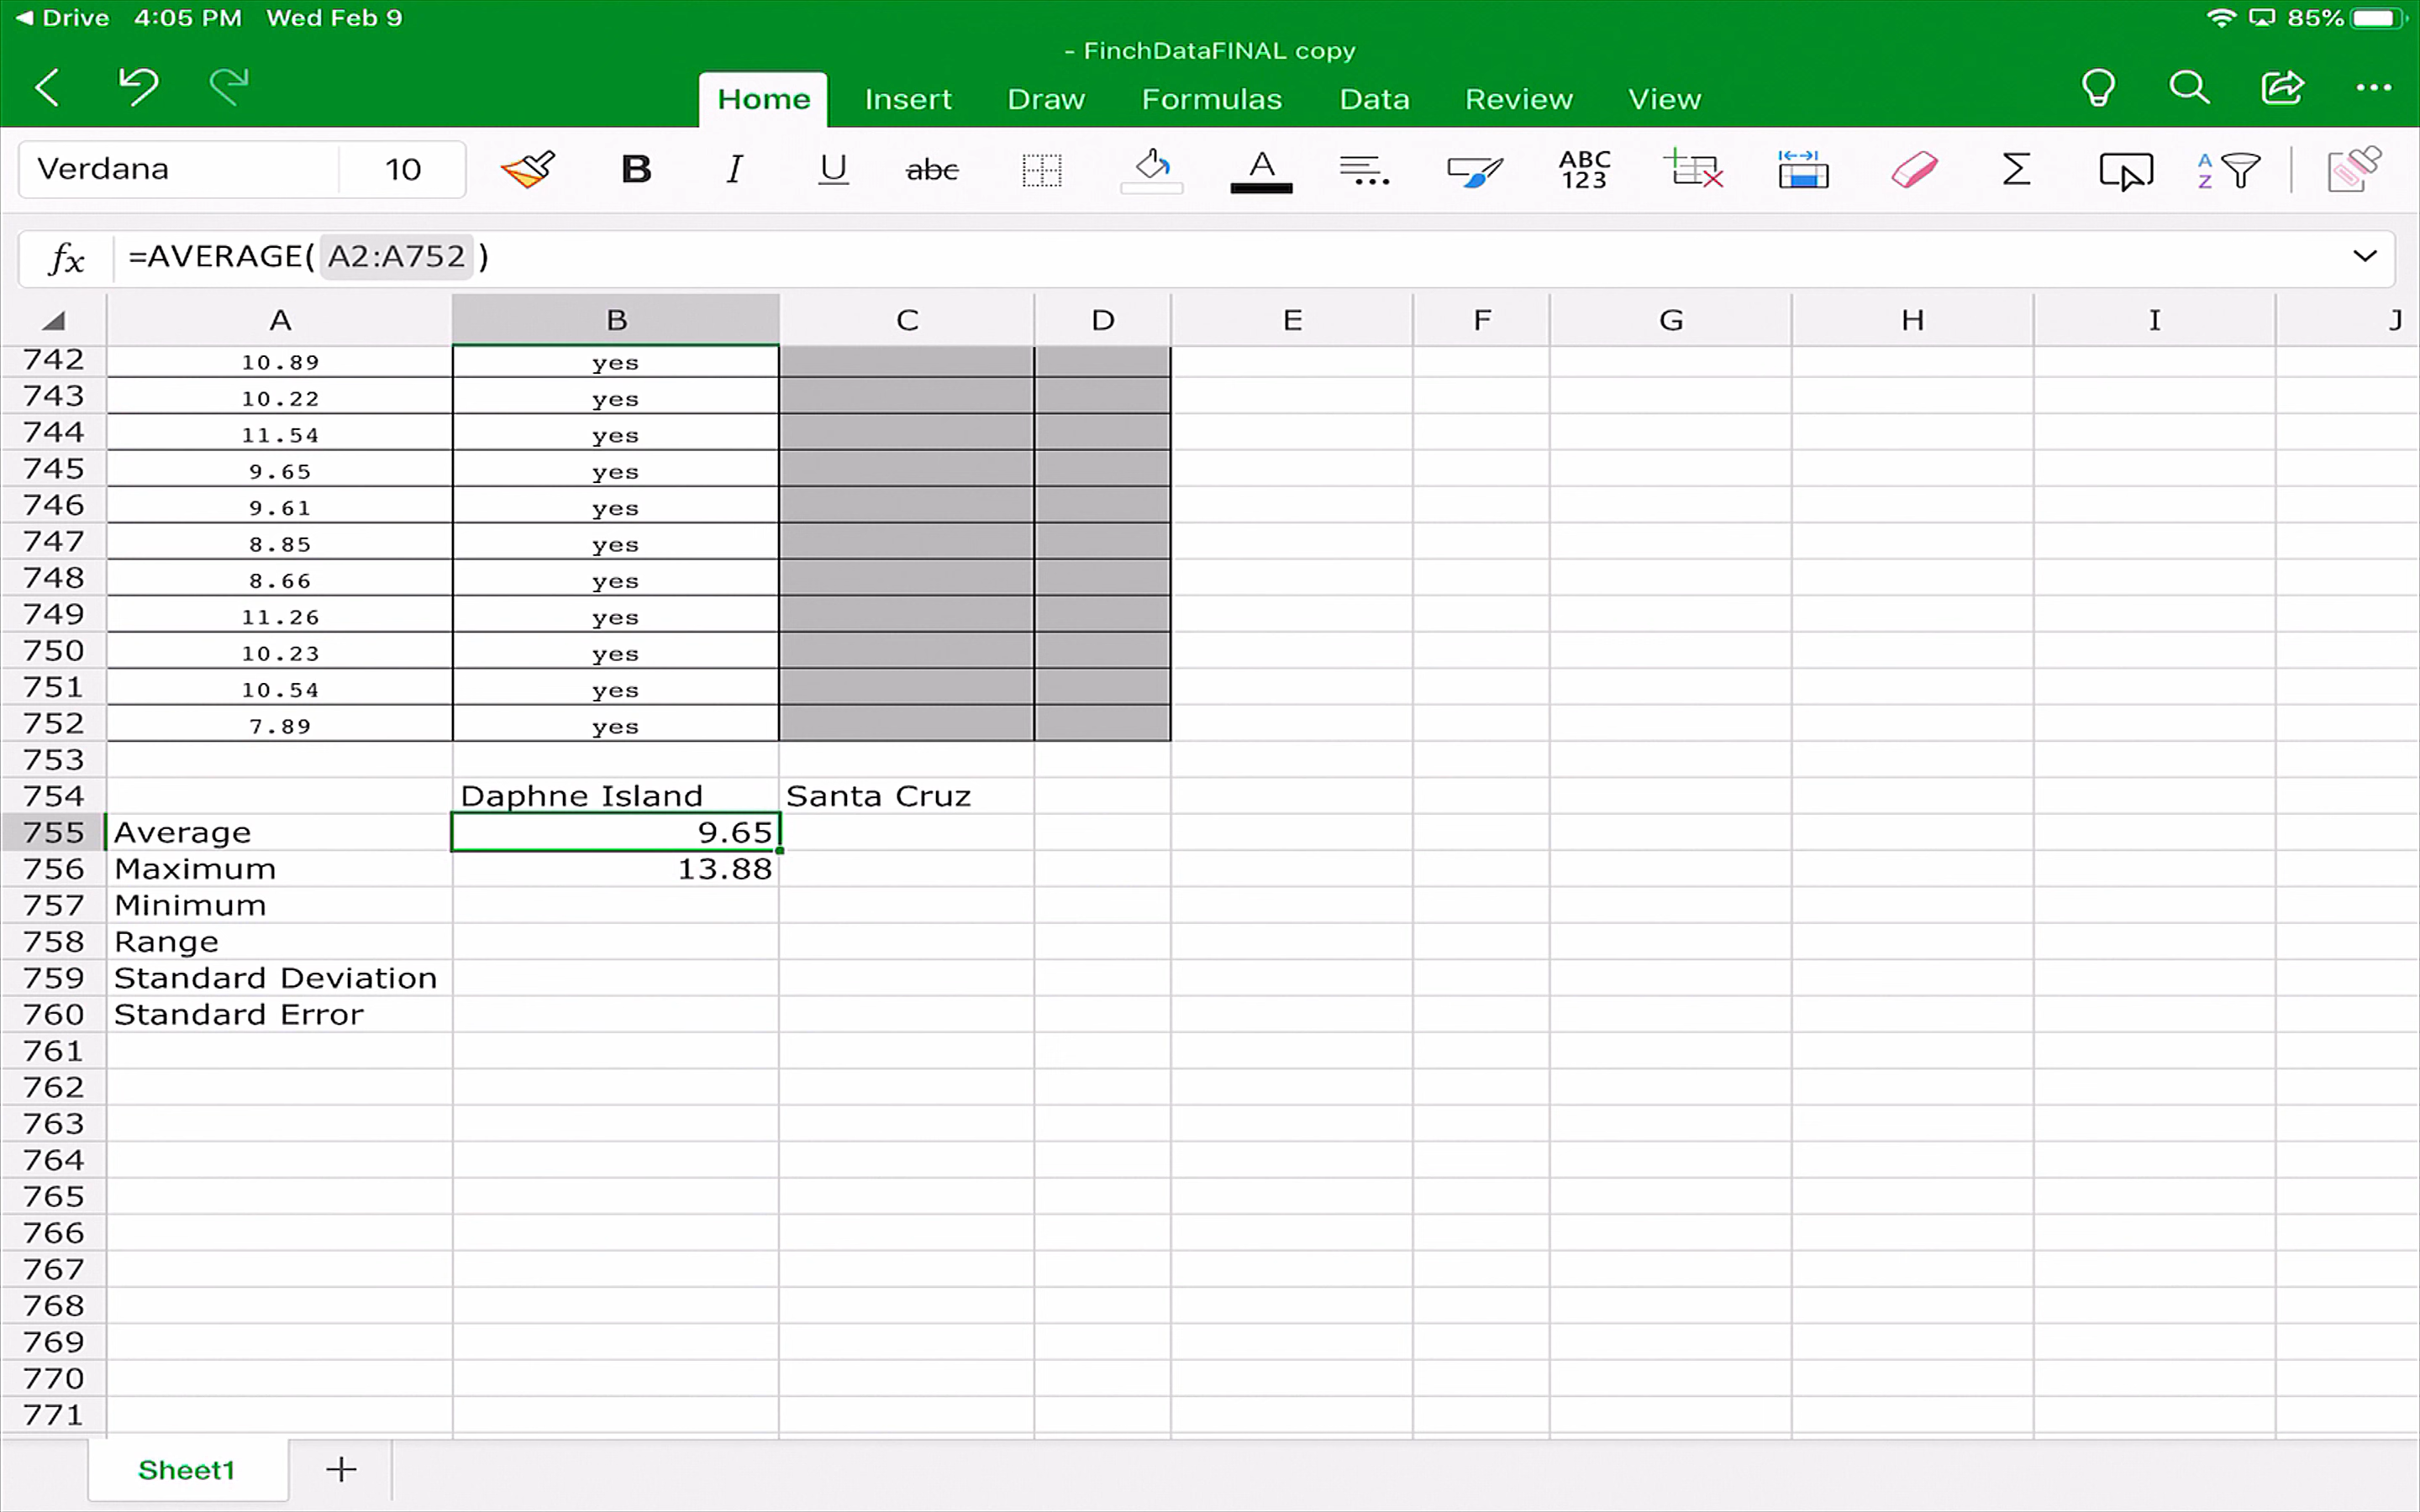 Drive 4:05 PM Wed Feb 9 85%
- FinchDataFINAL copy
Home Insert Draw Formulas Data Review View
Verdana 10 B I U abc A ABC 123 Σ A Z
fx =AVERAGE( A2:A752 )
A B C D E F G H I J
742 10.89 yes
743 10.22 yes
744 11.54 yes
745 9.65 yes
746 9.61 yes
747 8.85 yes
748 8.66 yes
749 11.26 yes
750 10.23 yes
751 10.54 yes
752 7.89 yes
753
754 Daphne Island Santa Cruz
755 Average 9.65
756 Maximum 13.88
757 Minimum
758 Range
759 Standard Deviation
760 Standard Error
761
762
763
764
765
766
767
768
769
770
771
Sheet1 +